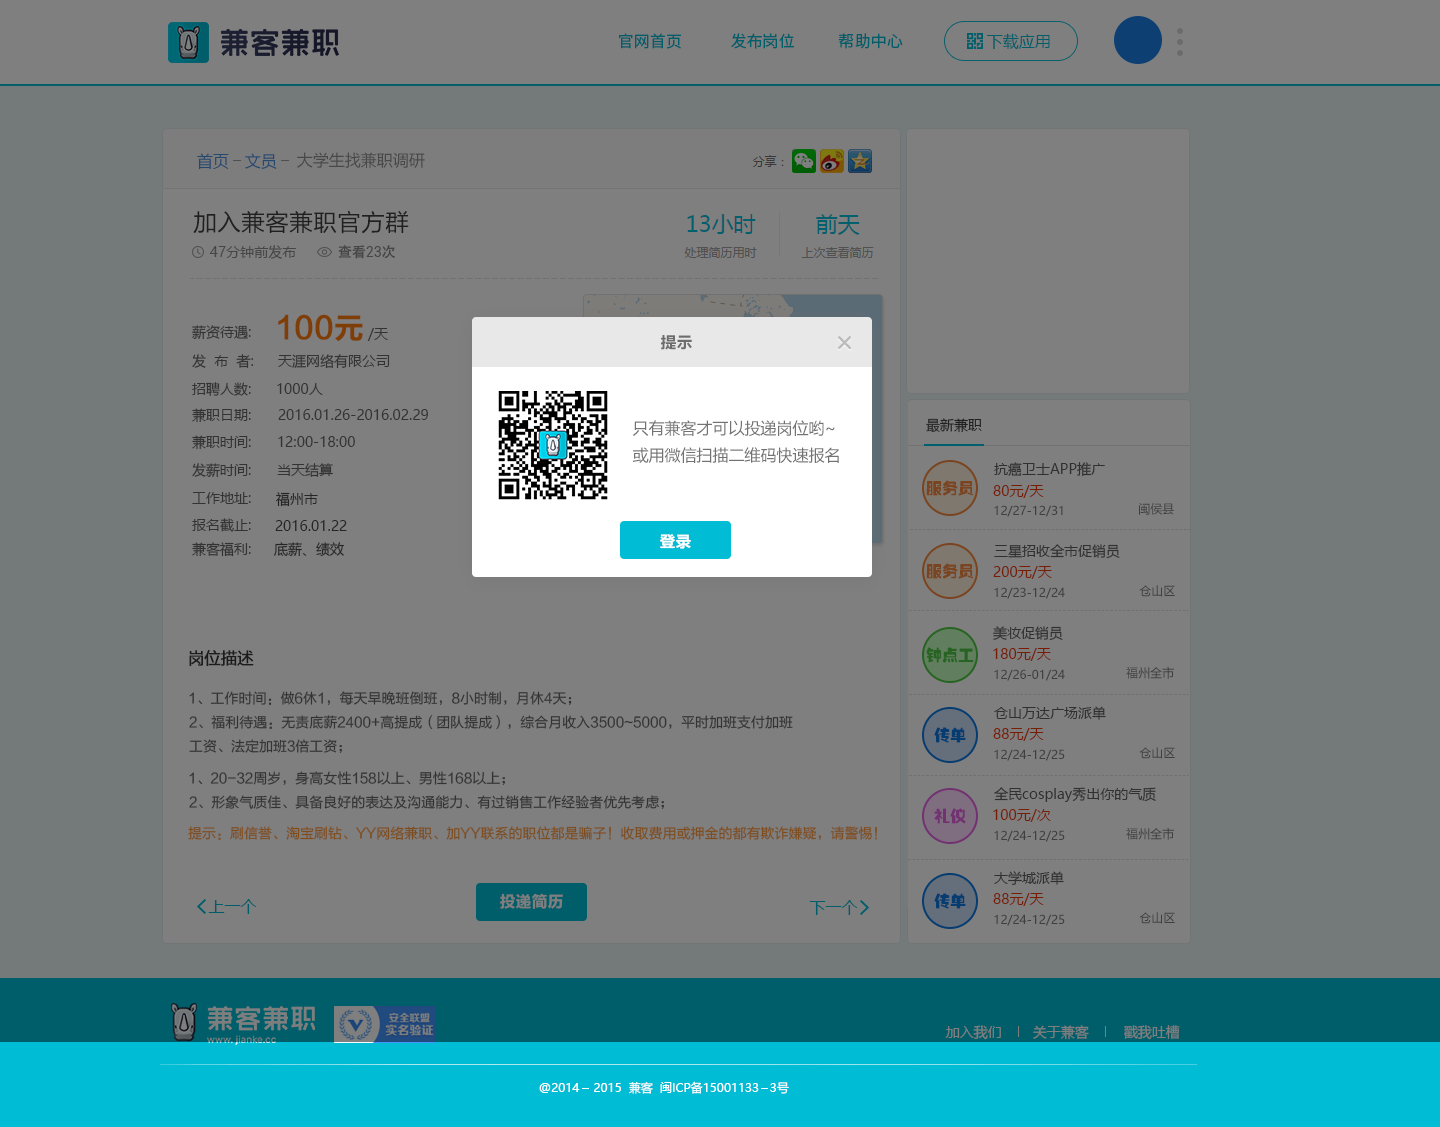 兼客兼职
官网首页
发布岗位
帮助中心
下载应用
首页 – 文员 – 大学生找兼职调研
分享：
加入兼客兼职官方群
47分钟前发布 查看23次
13小时
处理简历用时
前天
上次查看简历
薪资待遇: 100元 /天
发 布 者: 天涯网络有限公司
招聘人数: 1000人
兼职日期: 2016.01.26-2016.02.29
兼职时间: 12:00-18:00
发薪时间: 当天结算
工作地址: 福州市
报名截止: 2016.01.22
兼客福利: 底薪、绩效
提示
只有兼客才可以投递岗位哟~
或用微信扫描二维码快速报名
登录
岗位描述
1、工作时间；做6休1，每天早晚班倒班，8小时制，月休4天；
2、福利待遇：无责底薪2400+高提成（团队提成），综合月收入3500~5000，平时加班支付加班
工资、法定加班3倍工资；
1、20-32周岁，身高女性158以上、男性168以上；
2、形象气质佳、具备良好的表达及沟通能力、有过销售工作经验者优先考虑；
提示：刷信誉、淘宝刷钻、YY网络兼职、加YY联系的职位都是骗子！收取费用或押金的都有欺诈嫌疑，请警惕！
上一个
投递简历
下一个
最新兼职
服务员
抗癌卫士APP推广
80元/天
12/27-12/31
闽侯县
服务员
三星招收全市促销员
200元/天
12/23-12/24
仓山区
钟点工
美妆促销员
180元/天
12/26-01/24
福州全市
传单
仓山万达广场派单
88元/天
12/24-12/25
仓山区
礼仪
全民cosplay秀出你的气质
100元/次
12/24-12/25
福州全市
传单
大学城派单
88元/天
12/24-12/25
仓山区
兼客兼职
www.jianke.cc
安全联盟
实名验证
加入我们
关于兼客
戳我吐槽
@2014 – 2015 兼客 闽ICP备15001133 – 3号